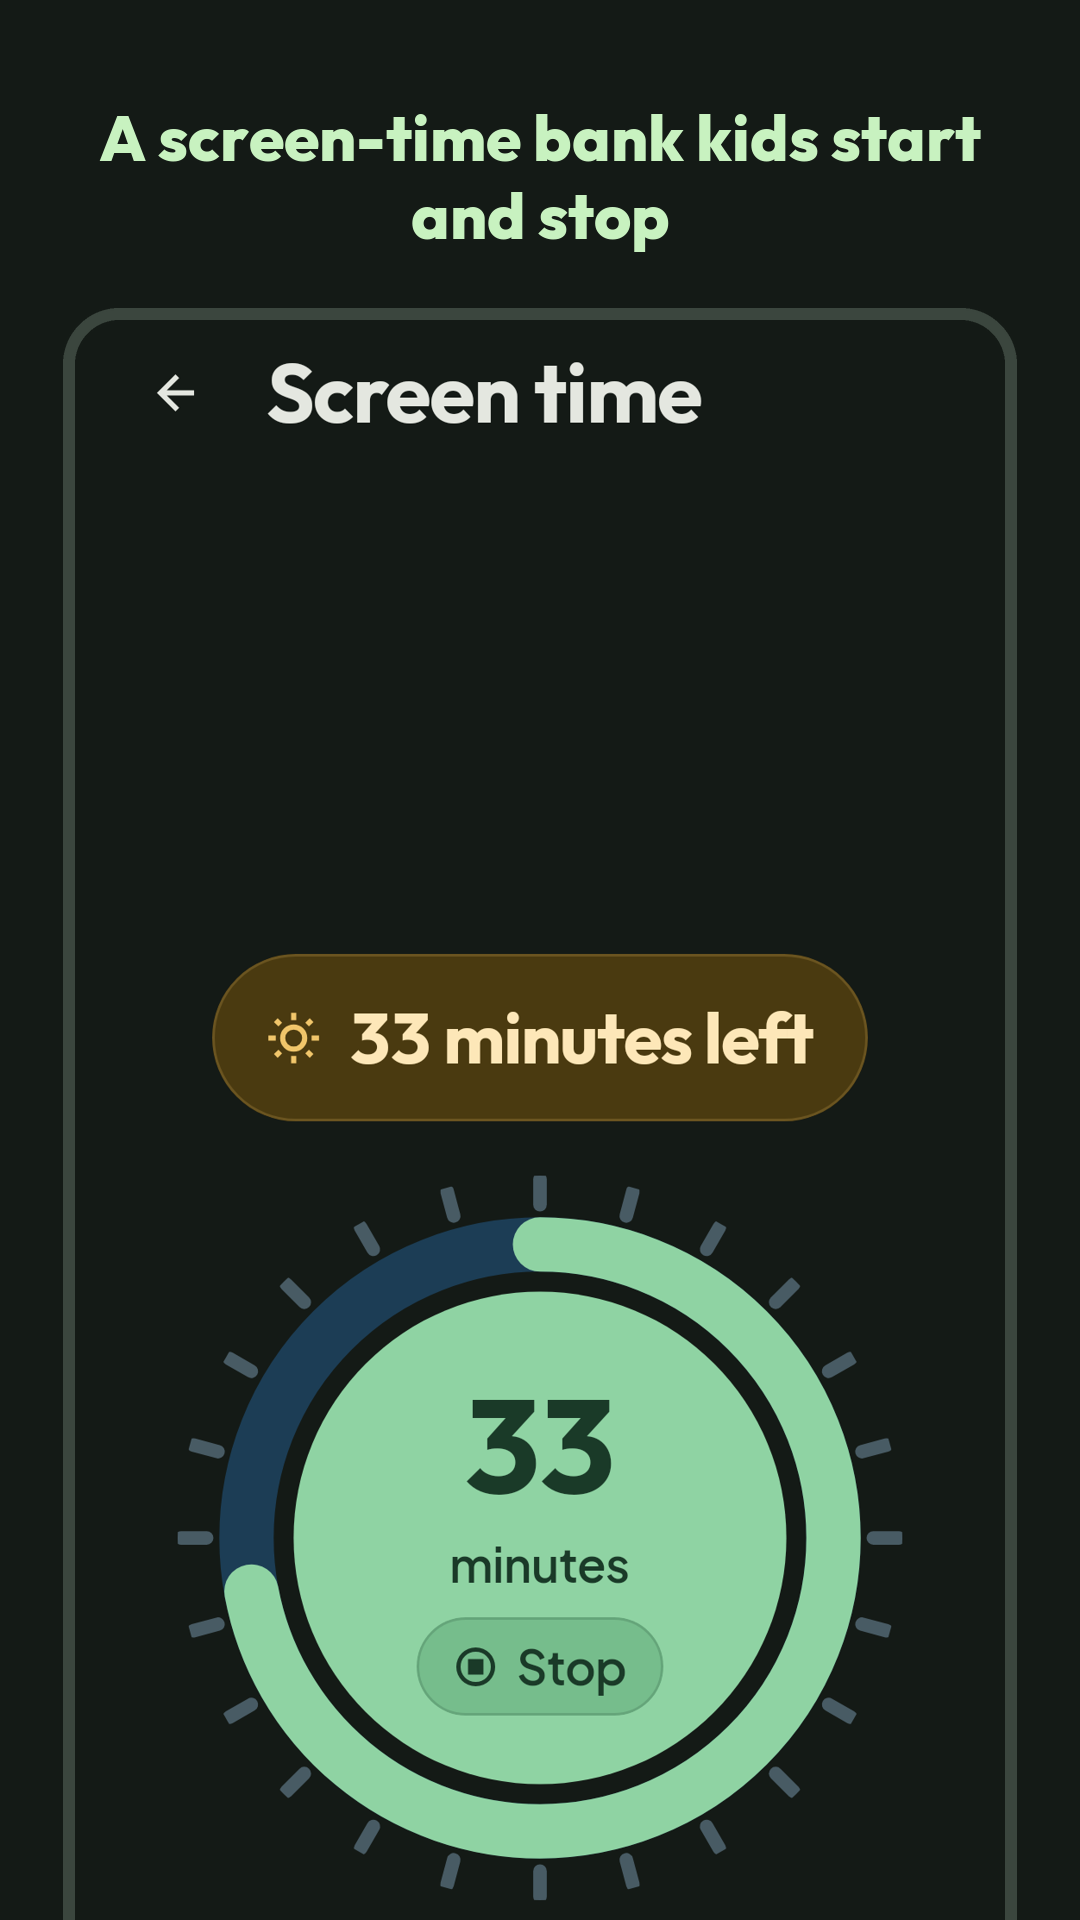 A screen-time bank kids start
and stop
Screen time
33 minutes left
33
minutes
Stop